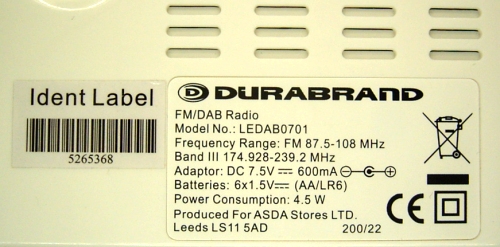 Ident Label
5265368
DURABRAND
FM/DAB Radio
Model No.: LEDAB0701
Frequency Range: FM 87.5-108 MHz
Band III 174.928-239.2 MHz
Adaptor: DC 7.5V⎓ 600mA
Batteries: 6x1.5V⎓ (AA/LR6)
Power Consumption: 4.5 W
Produced For ASDA Stores LTD.
Leeds LS11 5AD 200/22
CE